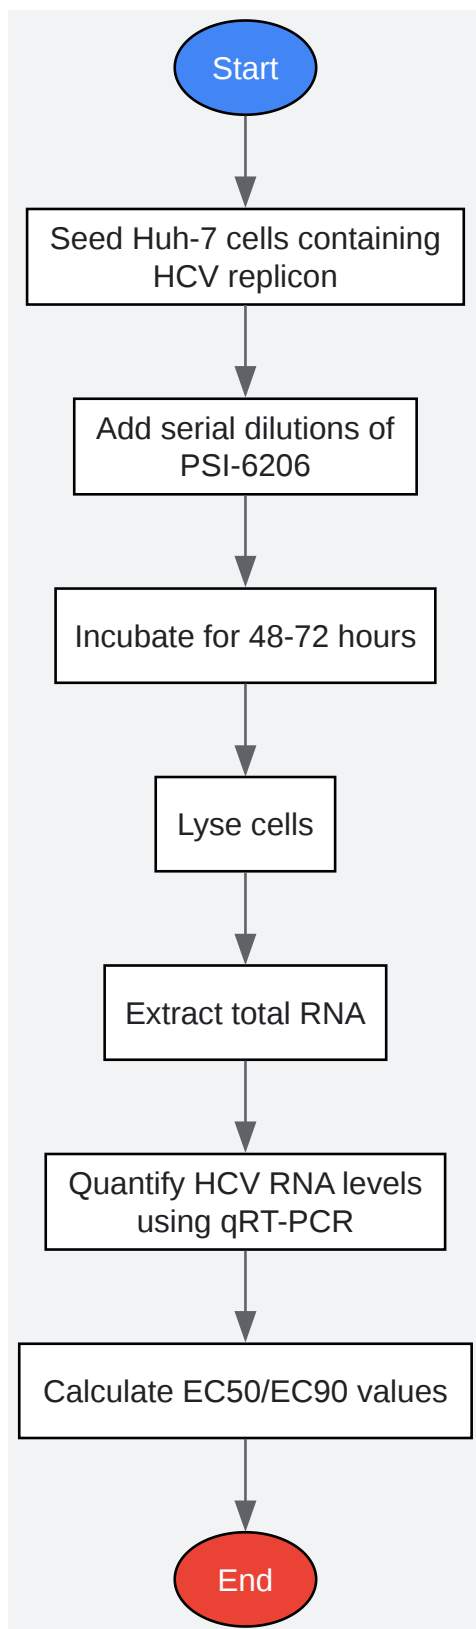 Start
Seed Huh-7 cells containing
HCV replicon
Add serial dilutions of
PSI-6206
Incubate for 48-72 hours
Lyse cells
Extract total RNA
Quantify HCV RNA levels
using qRT-PCR
Calculate EC50/EC90 values
End